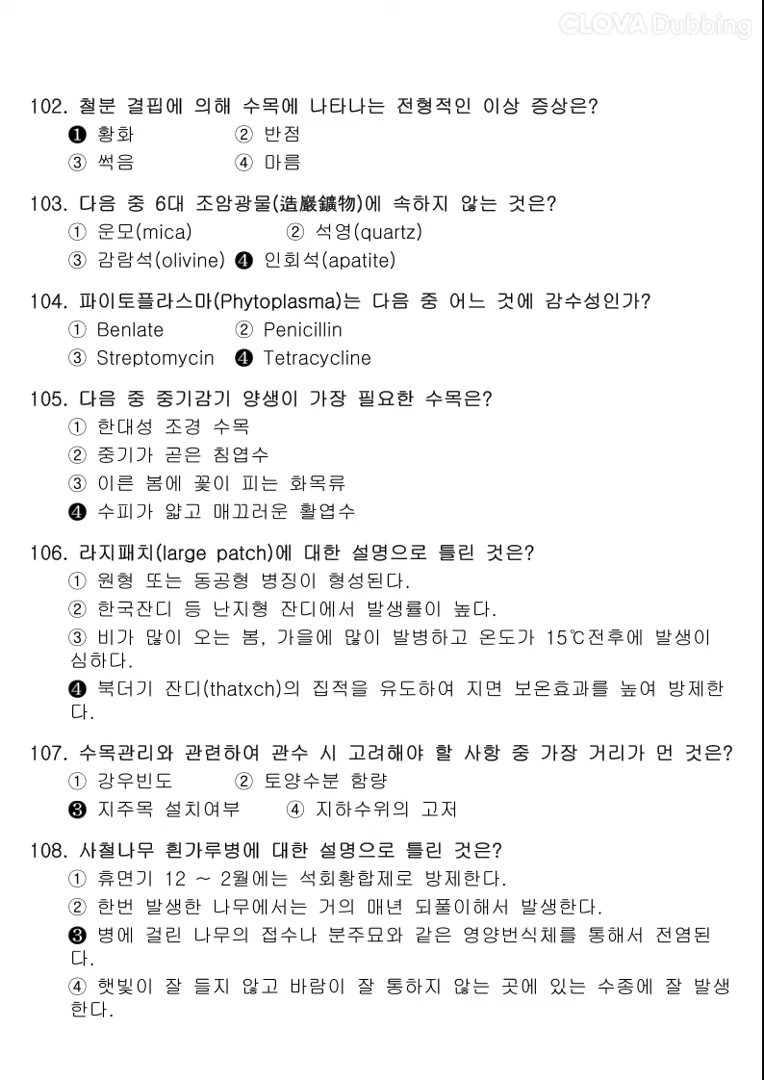 CLOVA Dubbing
102. 철분 결핍에 의해 수목에 나타나는 전형적인 이상 증상은?
❶ 황화 ② 반점
③ 썩음 ④ 마름
103. 다음 중 6대 조암광물(造巖鑛物)에 속하지 않는 것은?
① 운모(mica) ② 석영(quartz)
③ 감람석(olivine) ❹ 인회석(apatite)
104. 파이토플라스마(Phytoplasma)는 다음 중 어느 것에 감수성인가?
① Benlate ② Penicillin
③ Streptomycin ❹ Tetracycline
105. 다음 중 줄기감기 양생이 가장 필요한 수목은?
① 한대성 조경 수목
② 줄기가 곧은 침엽수
③ 이른 봄에 꽃이 피는 화목류
❹ 수피가 얇고 매끄러운 활엽수
106. 라지패치(large patch)에 대한 설명으로 틀린 것은?
① 원형 또는 동공형 병징이 형성된다.
② 한국잔디 등 난지형 잔디에서 발생률이 높다.
③ 비가 많이 오는 봄, 가을에 많이 발병하고 온도가 15℃전후에 발생이
심하다.
❹ 북더기 잔디(thatxch)의 집적을 유도하여 지면 보온효과를 높여 방제한
다.
107. 수목관리와 관련하여 관수 시 고려해야 할 사항 중 가장 거리가 먼 것은?
① 강우빈도 ② 토양수분 함량
❸ 지주목 설치여부 ④ 지하수위의 고저
108. 사철나무 흰가루병에 대한 설명으로 틀린 것은?
① 휴면기 12 ~ 2월에는 석회황합제로 방제한다.
② 한번 발생한 나무에서는 거의 매년 되풀이해서 발생한다.
❸ 병에 걸린 나무의 접수나 분주묘와 같은 영양번식체를 통해서 전염된
다.
④ 햇빛이 잘 들지 않고 바람이 잘 통하지 않는 곳에 있는 수종에 잘 발생
한다.